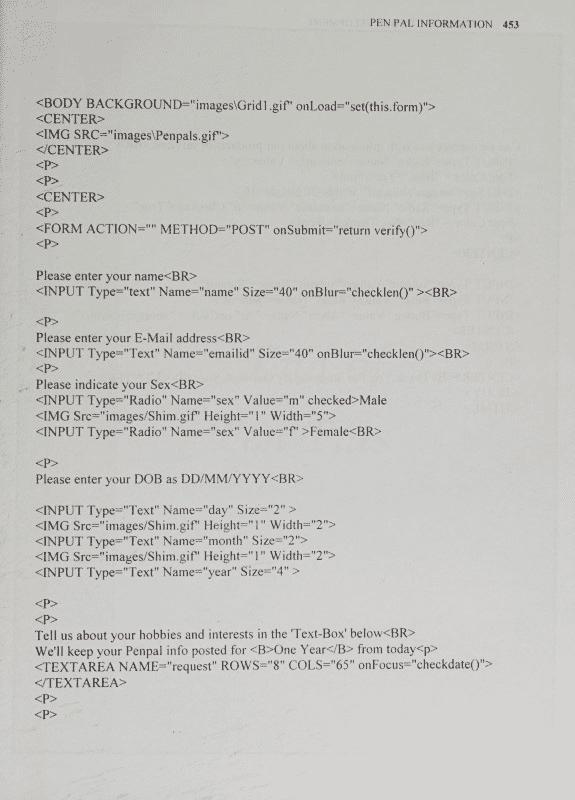 PEN PAL INFORMATION 453
<BODY BACKGROUND="images\Grid1.gif" onLoad="set(this.form)">
<CENTER>
<IMG SRC="images\Penpals.gif">
</CENTER>
<P>
<P>
<CENTER>
<P>
<FORM ACTION="" METHOD="POST" onSubmit="return verify()">
<P>
Please enter your name<BR>
<INPUT Type="text" Name="name" Size="40" onBlur="checklen()" ><BR>
<P>
Please enter your E-Mail address<BR>
<INPUT Type="Text" Name="emailid" Size="40" onBlur="checklen()"><BR>
<P>
Please indicate your Sex<BR>
<INPUT Type="Radio" Name="sex" Value="m" checked>Male
<IMG Src="images/Shim.gif" Height="1" Width="5">
<INPUT Type="Radio" Name="sex" Value="f" >Female<BR>
<P>
Please enter your DOB as DD/MM/YYYY<BR>
<INPUT Type="Text" Name="day" Size="2" >
<IMG Src="images/Shim.gif" Height="1" Width="2">
<INPUT Type="Text" Name="month" Size="2">
<IMG Src="images/Shim.gif" Height="1" Width="2">
<INPUT Type="Text" Name="year" Size="4" >
<P>
<P>
Tell us about your hobbies and interests in the 'Text-Box' below<BR>
We'll keep your Penpal info posted for <B>One Year</B> from today<p>
<TEXTAREA NAME="request" ROWS="8" COLS="65" onFocus="checkdate()">
</TEXTAREA>
<P>
<P>